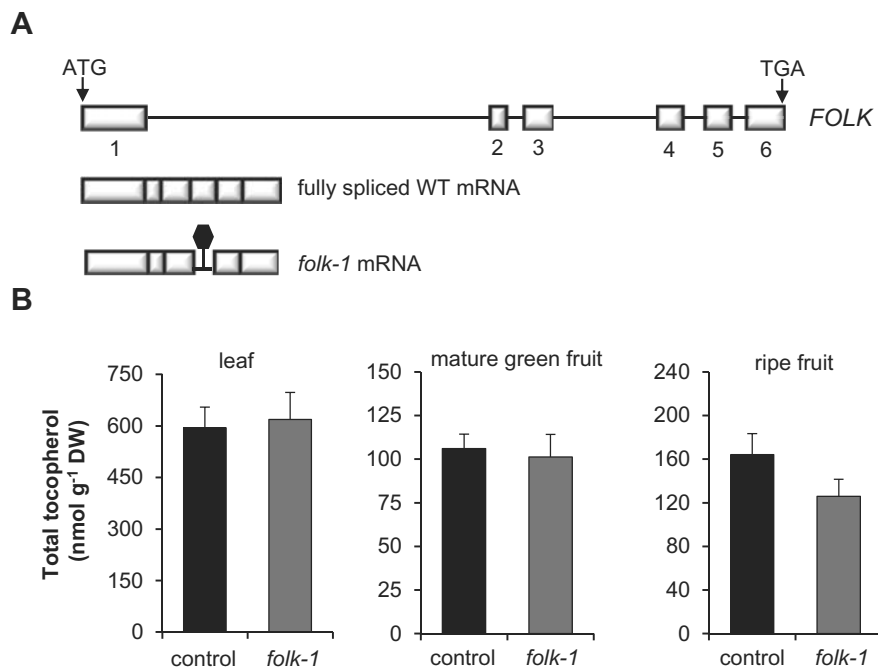 A
ATG
TGA
FOLK
1 2 3 4 5 6
fully spliced WT mRNA
folk-1 mRNA
B
leaf
mature green fruit
ripe fruit
Total tocopherol
(nmol g-1 DW)
750
600
450
300
150
0
control folk-1
150
125
100
75
50
25
0
control folk-1
240
200
160
120
80
40
0
control folk-1